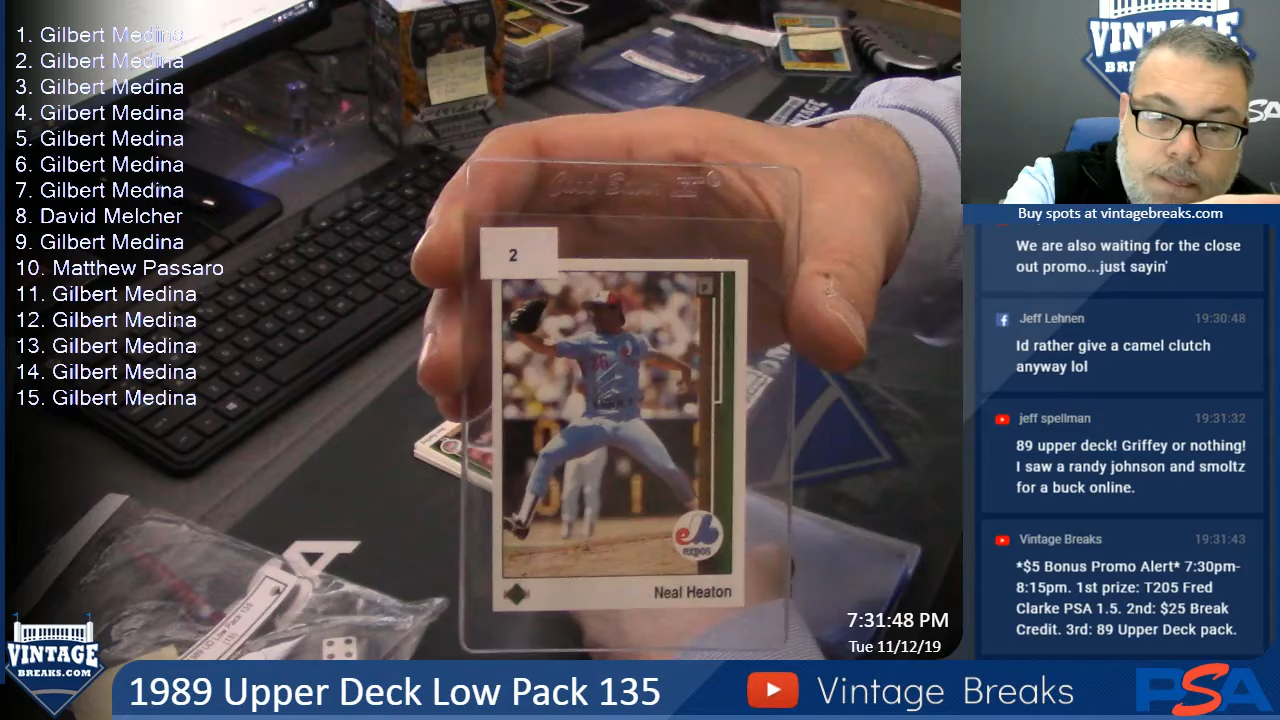 1. Gilbert Medina
2. Gilbert Medina
3. Gilbert Medina
4. Gilbert Medina
5. Gilbert Medina
6. Gilbert Medina
7. Gilbert Medina
8. David Melcher
9. Gilbert Medina
10. Matthew Passaro
11. Gilbert Medina
12. Gilbert Medina
13. Gilbert Medina
14. Gilbert Medina
15. Gilbert Medina
2
expos
Neal Heaton
7:31:48 PM
Tue 11/12/19
VINTAGE
Buy spots at vintagebreaks.com
We are also waiting for the close
out promo...just sayin'
Jeff Lehnen 19:30:48
Id rather give a camel clutch
anyway lol
jeff spellman 19:31:32
89 upper deck! Griffey or nothing!
I saw a randy johnson and smoltz
for a buck online.
Vintage Breaks 19:31:43
*$5 Bonus Promo Alert* 7:30pm-
8:15pm. 1st prize: T205 Fred
Clarke PSA 1.5. 2nd: $25 Break
Credit. 3rd: 89 Upper Deck pack.
VINTAGE
BREAKS.COM
1989 Upper Deck Low Pack 135
Vintage Breaks
PSA